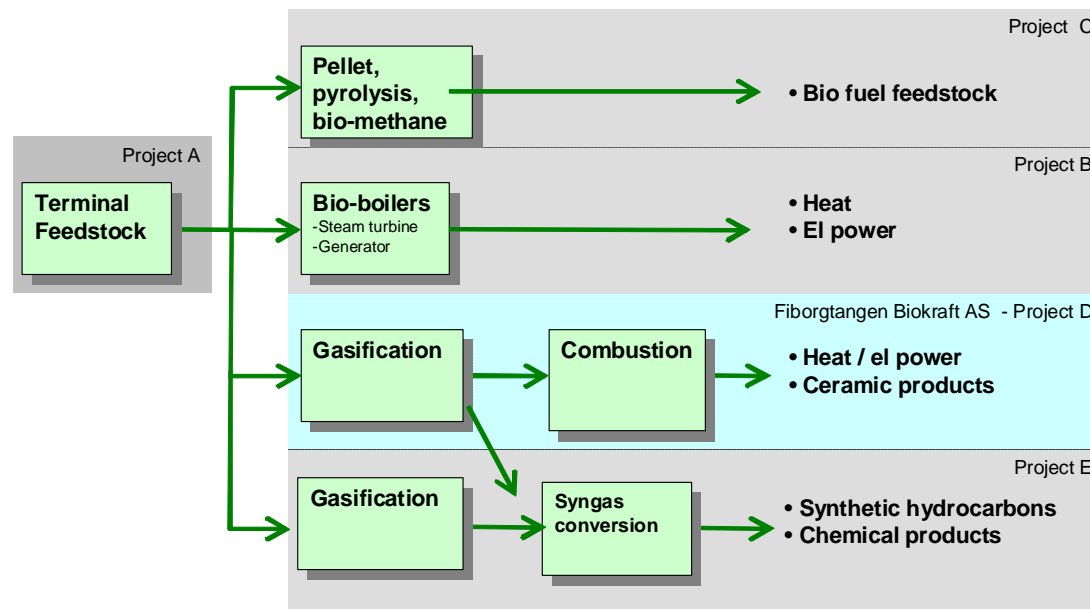 Project C
Pellet,
pyrolysis,
bio-methane
• Bio fuel feedstock
Project A
Terminal
Feedstock
Project B
Bio-boilers
-Steam turbine
-Generator
• Heat
• El power
Fiborgtangen Biokraft AS - Project D
Gasification
Combustion
• Heat / el power
• Ceramic products
Project E
Gasification
Syngas
conversion
• Synthetic hydrocarbons
• Chemical products